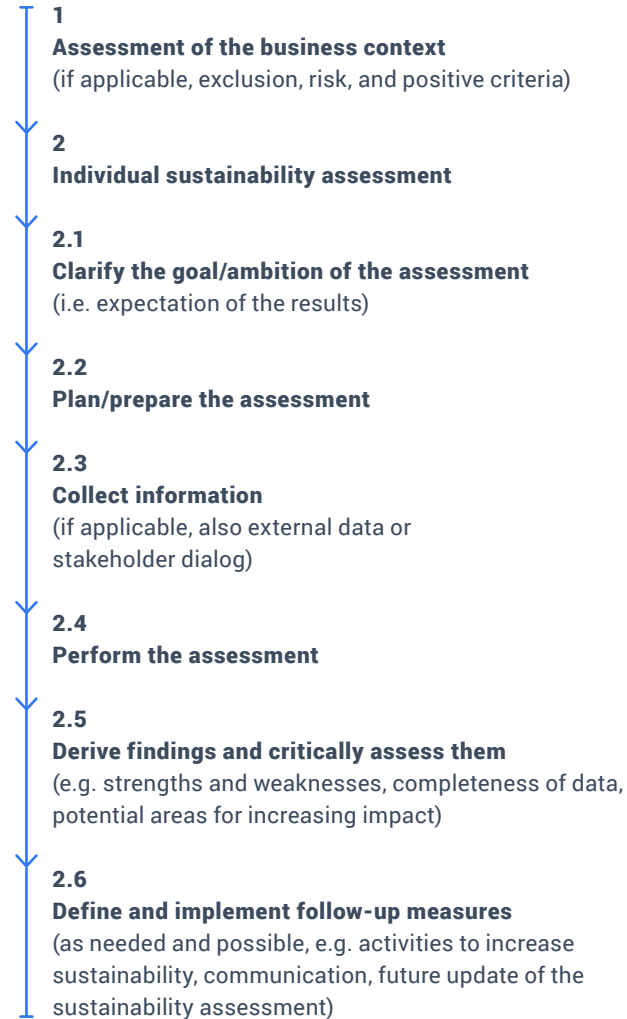 1
Assessment of the business context
(if applicable, exclusion, risk, and positive criteria)
2
Individual sustainability assessment
2.1
Clarify the goal/ambition of the assessment
(i.e. expectation of the results)
2.2
Plan/prepare the assessment
2.3
Collect information
(if applicable, also external data or
stakeholder dialog)
2.4
Perform the assessment
2.5
Derive findings and critically assess them
(e.g. strengths and weaknesses, completeness of data,
potential areas for increasing impact)
2.6
Define and implement follow-up measures
(as needed and possible, e.g. activities to increase
sustainability, communication, future update of the
sustainability assessment)